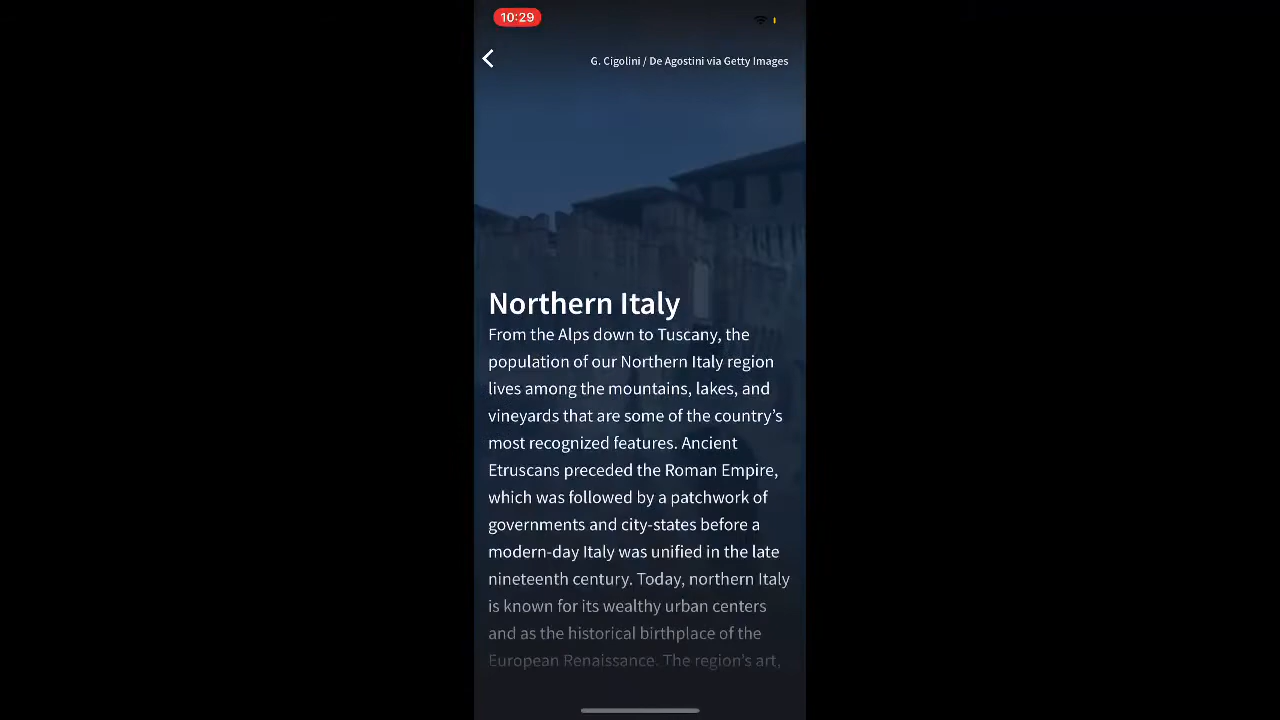 10:29
G. Cigolini / De Agostini via Getty Images
Northern Italy
From the Alps down to Tuscany, the
population of our Northern Italy region
lives among the mountains, lakes, and
vineyards that are some of the country’s
most recognized features. Ancient
Etruscans preceded the Roman Empire,
which was followed by a patchwork of
governments and city-states before a
modern-day Italy was unified in the late
nineteenth century. Today, northern Italy
is known for its wealthy urban centers
and as the historical birthplace of the
European Renaissance. The region’s art,